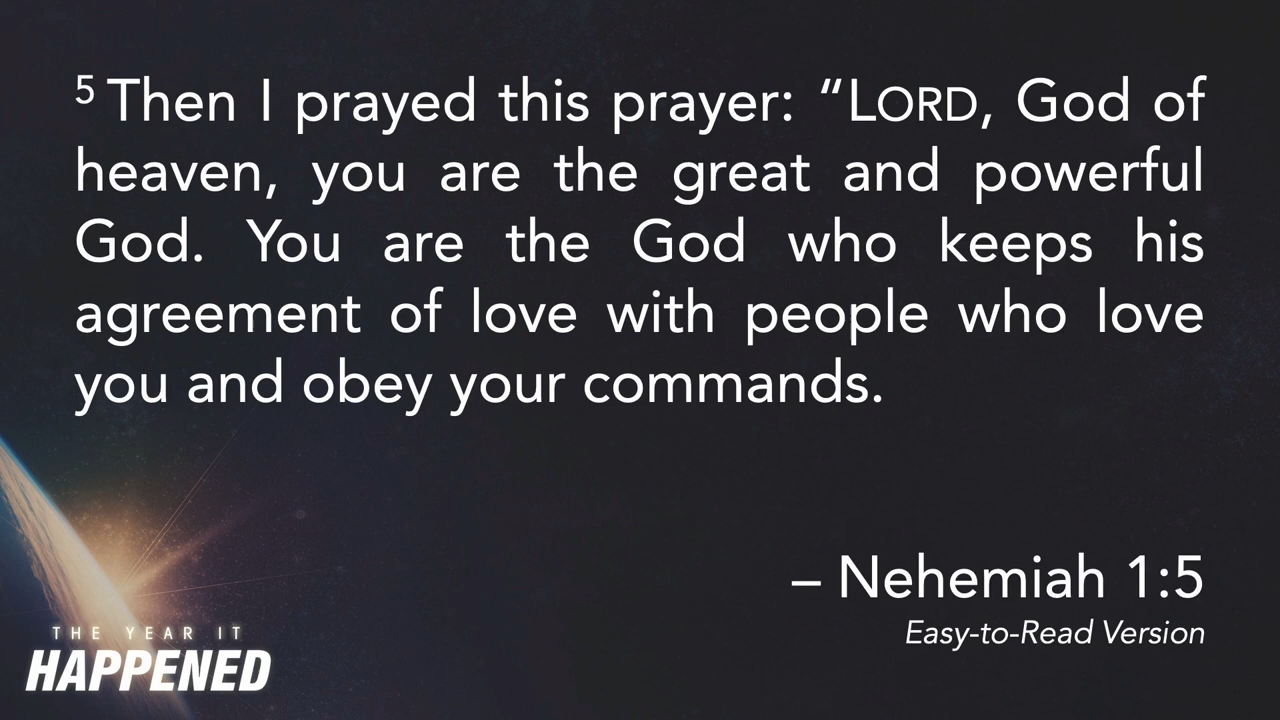 5 Then I prayed this prayer: “LORD, God of
heaven, you are the great and powerful
God. You are the God who keeps his
agreement of love with people who love
you and obey your commands.
– Nehemiah 1:5
Easy-to-Read Version
THE YEAR IT
HAPPENED